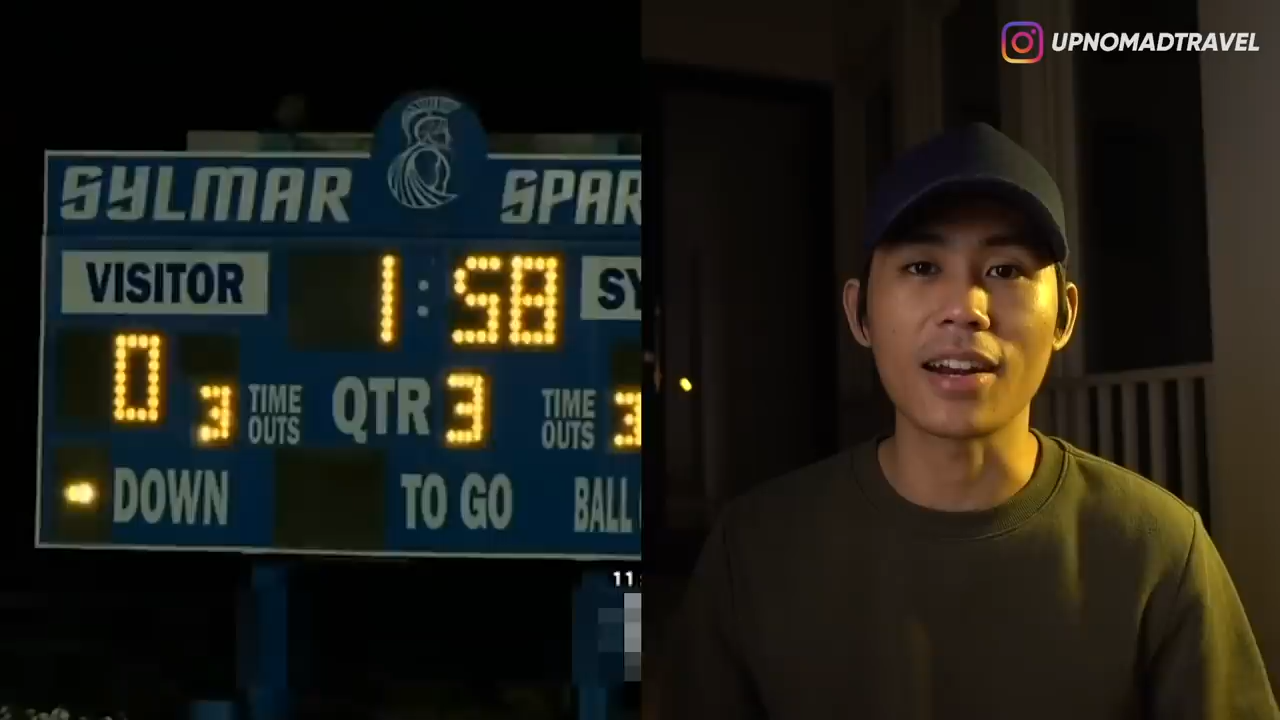 UPNOMADTRAVEL
SYLMAR SPAR
VISITOR 1:58 SY
0 3 TIME OUTS QTR 3 TIME OUTS 3
DOWN TO GO BALL
11: